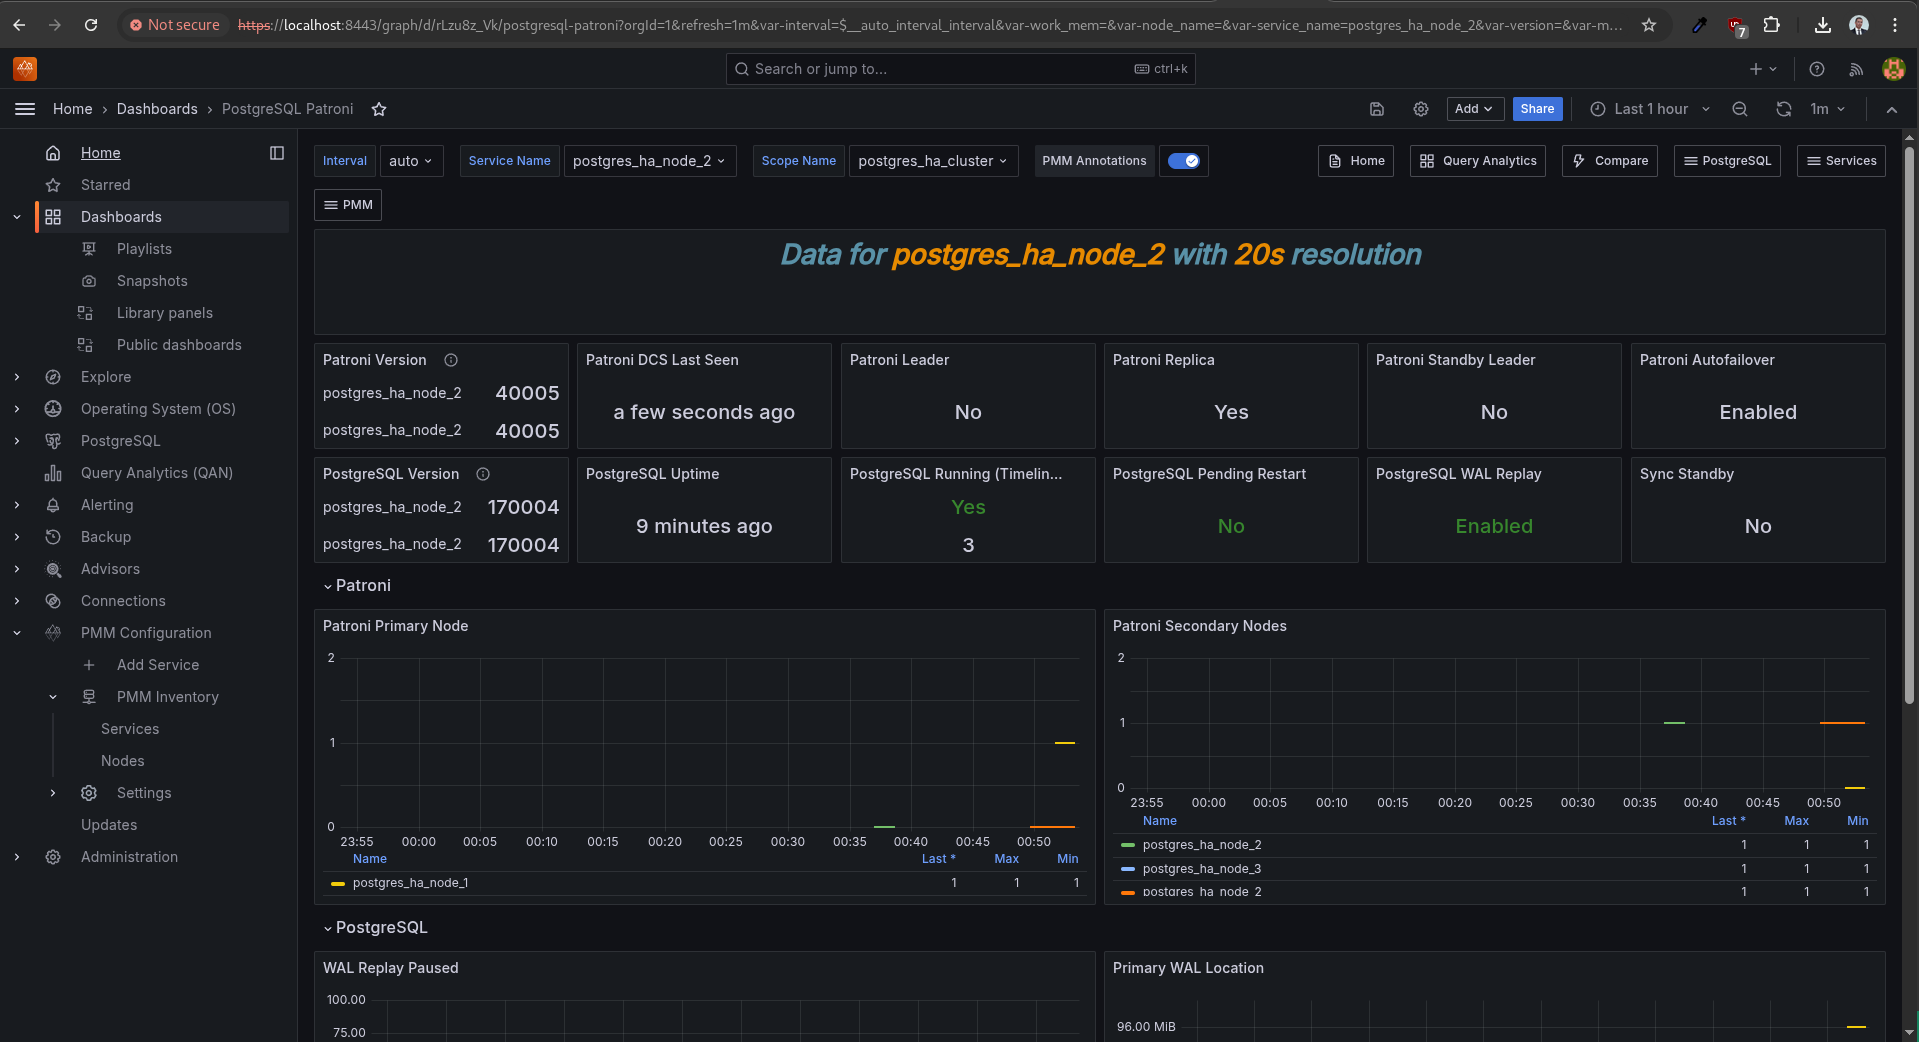 Not secure https://localhost:8443/graph/d/rLzu8z_Vk/postgresql-patroni?orgId=1&refresh=1m&var-interval=$__auto_interval_interval&var-work_mem=&var-node_name=&var-service_name=postgres_ha_node_2&var-version=&var-m... 7
Search or jump to... ctrl+k
Home › Dashboards › PostgreSQL Patroni Add Share Last 1 hour 1m
Home
Starred
Dashboards
Playlists
Snapshots
Library panels
Public dashboards
Explore
Operating System (OS)
PostgreSQL
Query Analytics (QAN)
Alerting
Backup
Advisors
Connections
PMM Configuration
Add Service
PMM Inventory
Services
Nodes
Settings
Updates
Administration
Interval auto Service Name postgres_ha_node_2 Scope Name postgres_ha_cluster PMM Annotations Home Query Analytics Compare PostgreSQL Services
PMM
Data for postgres_ha_node_2 with 20s resolution
Patroni Version
postgres_ha_node_2 40005
postgres_ha_node_2 40005
Patroni DCS Last Seen
a few seconds ago
Patroni Leader
No
Patroni Replica
Yes
Patroni Standby Leader
No
Patroni Autofailover
Enabled
PostgreSQL Version
postgres_ha_node_2 170004
postgres_ha_node_2 170004
PostgreSQL Uptime
9 minutes ago
PostgreSQL Running (Timelin...
Yes
3
PostgreSQL Pending Restart
No
PostgreSQL WAL Replay
Enabled
Sync Standby
No
Patroni
Patroni Primary Node
2
1
0
23:55 00:00 00:05 00:10 00:15 00:20 00:25 00:30 00:35 00:40 00:45 00:50
Name Last * Max Min
postgres_ha_node_1 1 1 1
Patroni Secondary Nodes
2
1
0
23:55 00:00 00:05 00:10 00:15 00:20 00:25 00:30 00:35 00:40 00:45 00:50
Name Last * Max Min
postgres_ha_node_2 1 1 1
postgres_ha_node_3 1 1 1
postgres_ha_node_2 1 1 1
PostgreSQL
WAL Replay Paused
100.00
75.00
Primary WAL Location
96.00 MiB